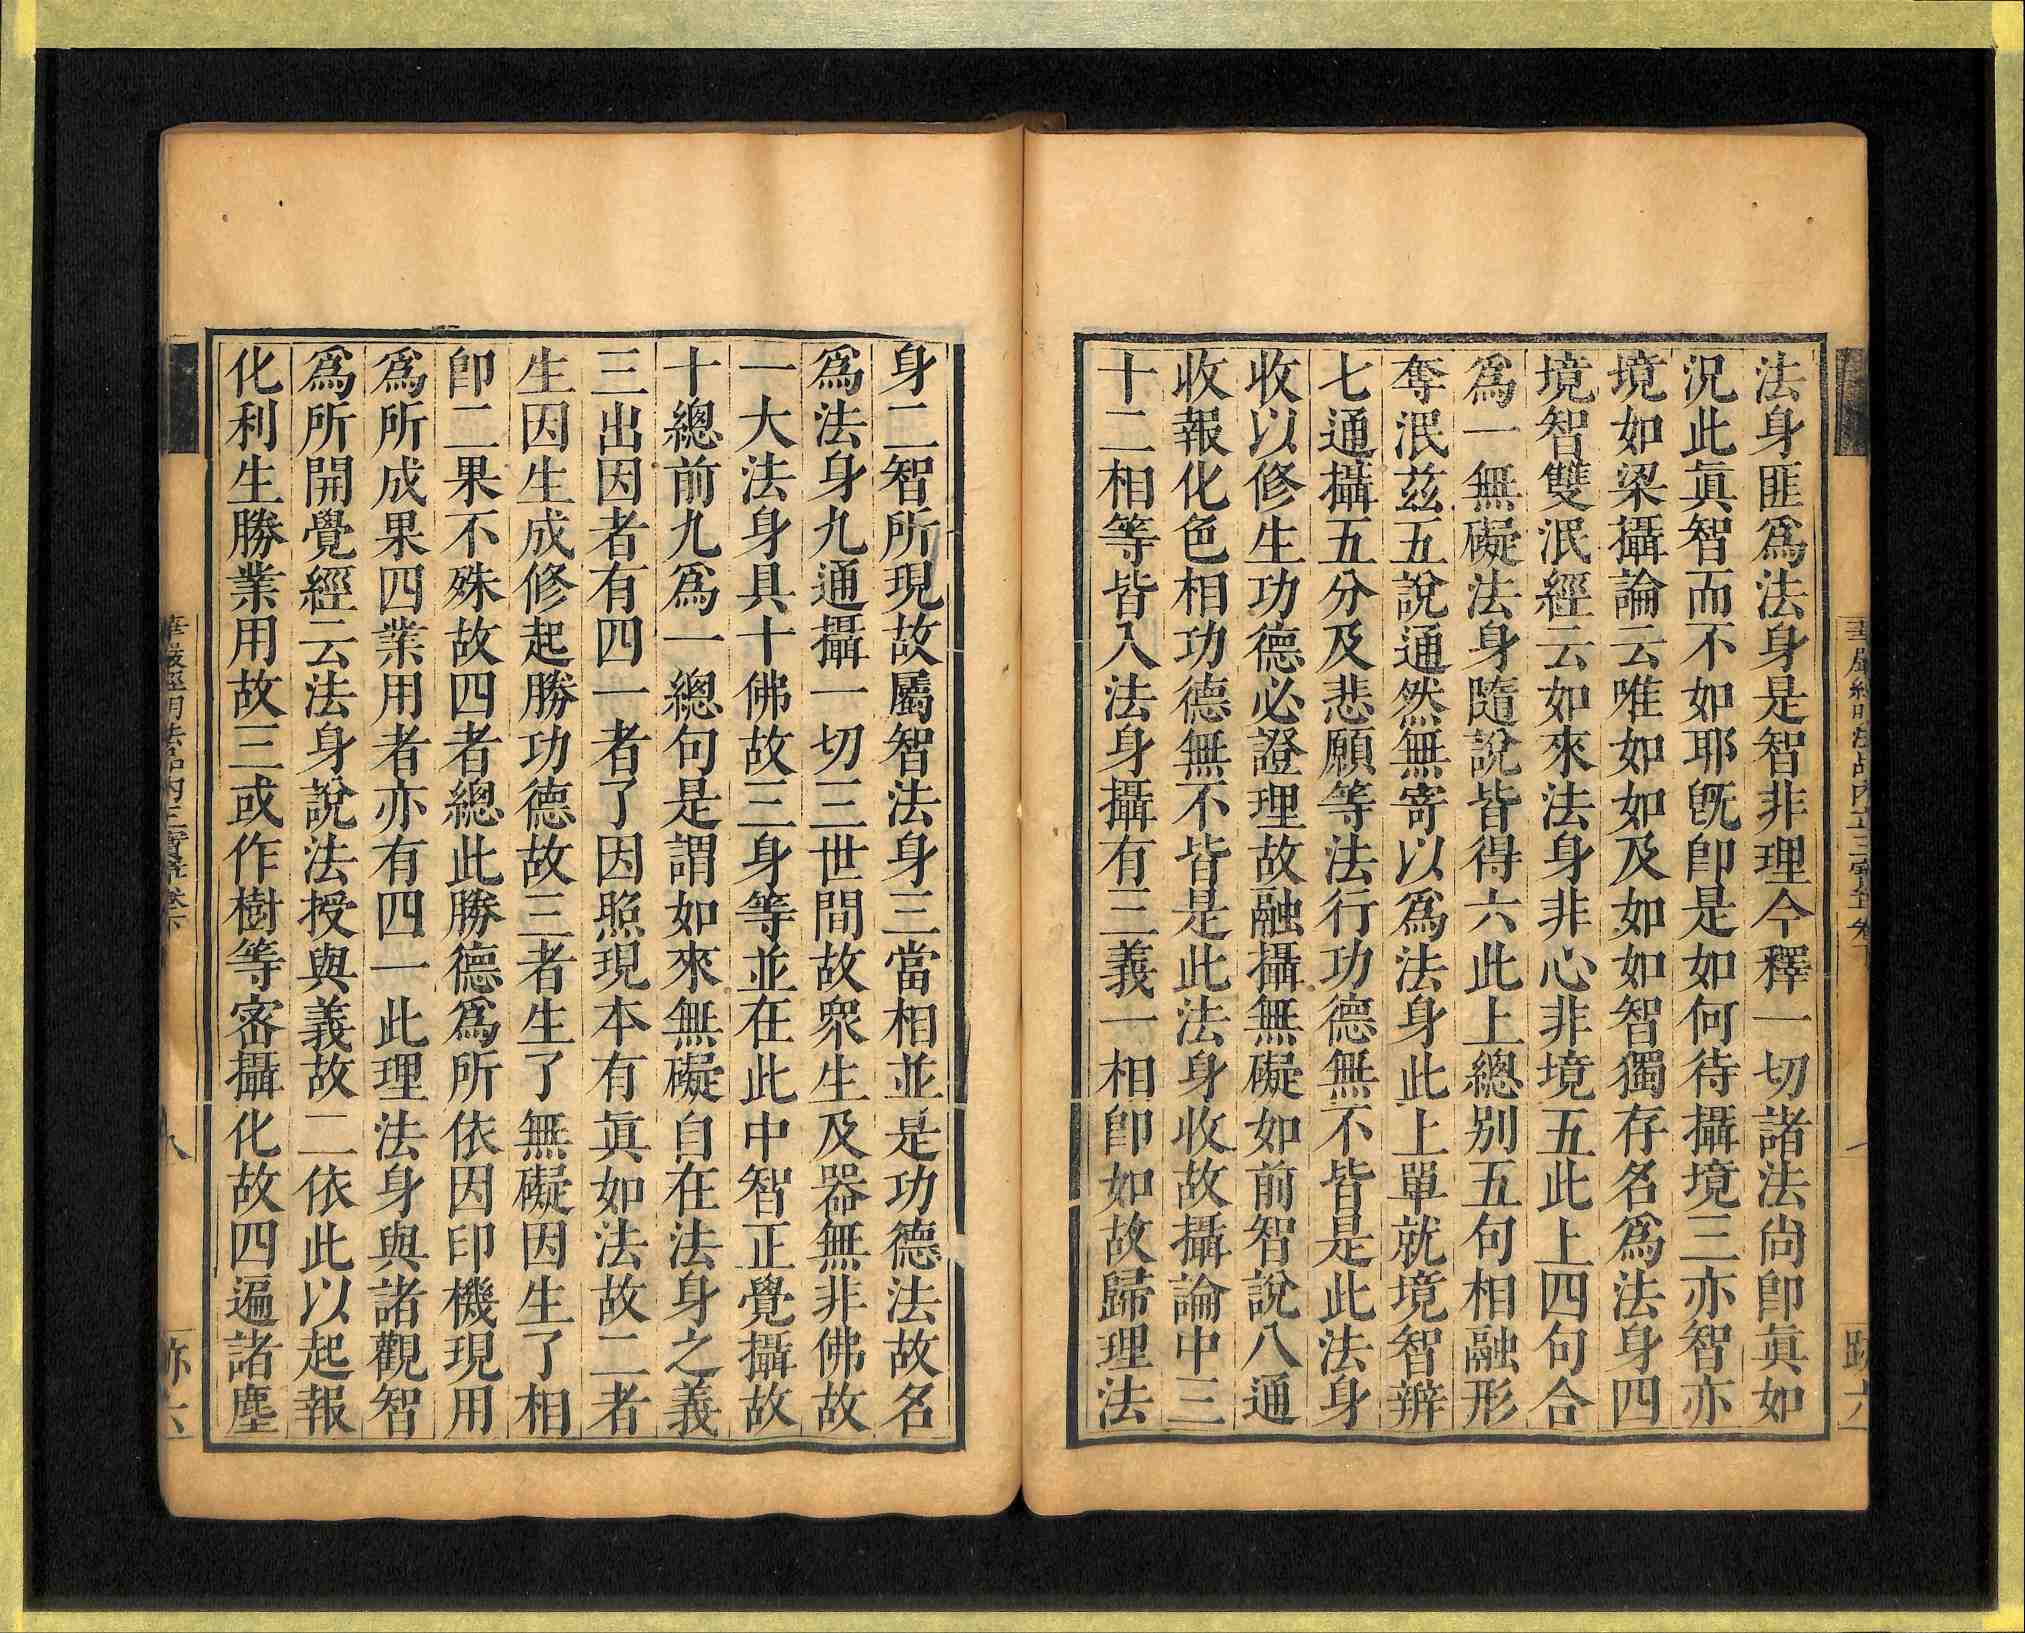 法身匪爲法身是智非理今釋一切諸法尙卽眞如
況此眞智而不如耶旣卽是如何待攝境三亦智亦
境如梁攝論云唯如如及如如智獨存名爲法身四
境智雙泯經云如來法身非心非境五此上四句合
爲一無礙法身隨說皆得六此上總别五句相融形
奪泯茲五說逈然無寄以爲法身此上單就境智辨
七通攝五分及悲願等法行功德無不皆是此法身
收以修生功德必證理故融攝無礙如前智說八通
收報化色相功德無不皆是此法身收故攝論中三
十二相等皆入法身攝有三義一相卽如故歸理法
身二智所現故屬智法身三當相並是功德法故名
爲法身九通攝一切三世間故衆生及器無非佛故
一大法身具十佛故三身等並在此中智正覺攝故
十總前九爲一總句是謂如來無礙自在法身之義
三出因者有四一者了因照現本有眞如法故二者
生因生成修起勝功德故三者生了無礙因生了相
卽二果不殊故四者總此勝德爲所依因印機現用
爲所成果四業用者亦有四一此理法身與諸觀智
爲所開覺經云法身說法授與義故二依此以起報
化利生勝業用故三或作樹等密攝化故四遍諸塵
華嚴經明法品內三寶章卷下